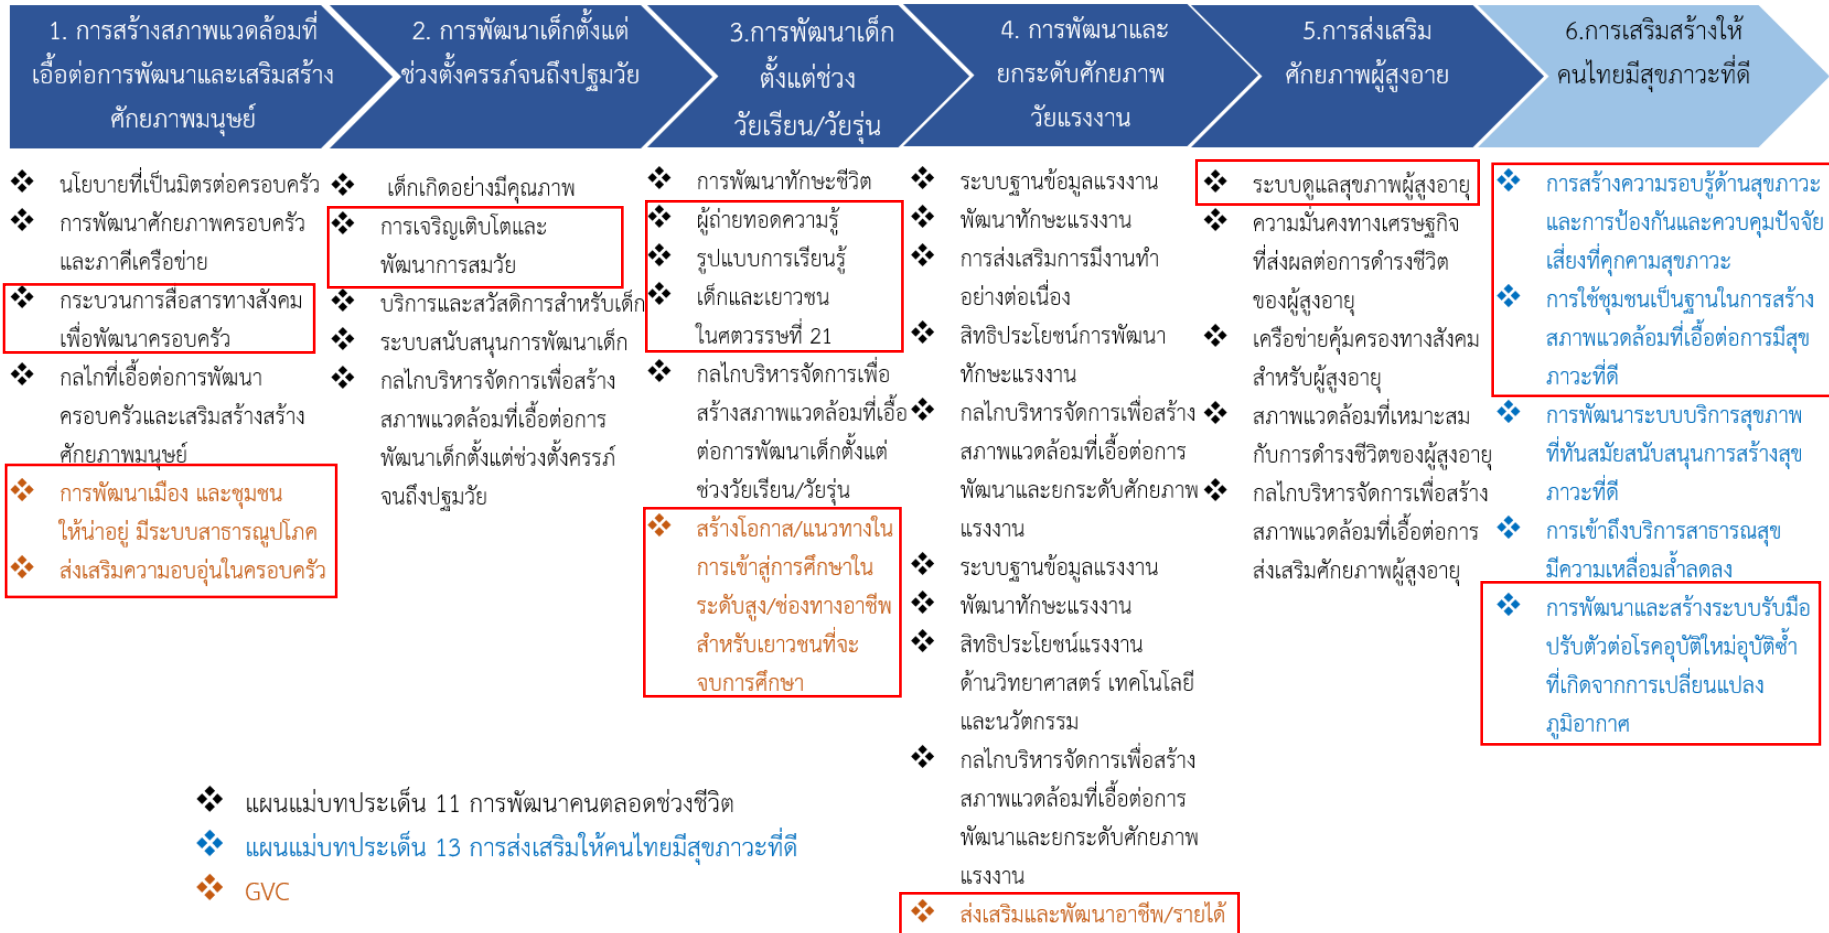 1. การสร้างสภาพแวดล้อมที่
เอื้อต่อการพัฒนาและเสริมสร้าง
ศักยภาพมนุษย์
2. การพัฒนาเด็กตั้งแต่
ช่วงตั้งครรภ์จนถึงปฐมวัย
3.การพัฒนาเด็ก
ตั้งแต่ช่วง
วัยเรียน/วัยรุ่น
4. การพัฒนาและ
ยกระดับศักยภาพ
วัยแรงงาน
5.การส่งเสริม
ศักยภาพผู้สูงอาย
6.การเสริมสร้างให้
คนไทยมีสุขภาวะที่ดี
นโยบายที่เป็นมิตรต่อครอบครัว
การพัฒนาศักยภาพครอบครัว
และภาคีเครือข่าย
กระบวนการสื่อสารทางสังคม
เพื่อพัฒนาครอบครัว
กลไกที่เอื้อต่อการพัฒนา
ครอบครัวและเสริมสร้างสร้าง
ศักยภาพมนุษย์
การพัฒนาเมือง และชุมชน
ให้น่าอยู่ มีระบบสาธารณูปโภค
ส่งเสริมความอบอุ่นในครอบครัว
เด็กเกิดอย่างมีคุณภาพ
การเจริญเติบโตและ
พัฒนาการสมวัย
บริการและสวัสดิการสำหรับเด็ก
ระบบสนับสนุนการพัฒนาเด็ก
กลไกบริหารจัดการเพื่อสร้าง
สภาพแวดล้อมที่เอื้อต่อการ
พัฒนาเด็กตั้งแต่ช่วงตั้งครรภ์
จนถึงปฐมวัย
การพัฒนาทักษะชีวิต
ผู้ถ่ายทอดความรู้
รูปแบบการเรียนรู้
เด็กและเยาวชน
ในศตวรรษที่ 21
กลไกบริหารจัดการเพื่อ
สร้างสภาพแวดล้อมที่เอื้อ
ต่อการพัฒนาเด็กตั้งแต่
ช่วงวัยเรียน/วัยรุ่น
สร้างโอกาส/แนวทางใน
การเข้าสู่การศึกษาใน
ระดับสูง/ช่องทางอาชีพ
สำหรับเยาวชนที่จะ
จบการศึกษา
ระบบฐานข้อมูลแรงงาน
พัฒนาทักษะแรงงาน
การส่งเสริมการมีงานทำ
อย่างต่อเนื่อง
สิทธิประโยชน์การพัฒนา
ทักษะแรงงาน
กลไกบริหารจัดการเพื่อสร้าง
สภาพแวดล้อมที่เอื้อต่อการ
พัฒนาและยกระดับศักยภาพ
แรงงาน
ระบบฐานข้อมูลแรงงาน
พัฒนาทักษะแรงงาน
สิทธิประโยชน์แรงงาน
ด้านวิทยาศาสตร์ เทคโนโลยี
และนวัตกรรม
กลไกบริหารจัดการเพื่อสร้าง
สภาพแวดล้อมที่เอื้อต่อการ
พัฒนาและยกระดับศักยภาพ
แรงงาน
ส่งเสริมและพัฒนาอาชีพ/รายได้
ระบบดูแลสุขภาพผู้สูงอายุ
ความมั่นคงทางเศรษฐกิจ
ที่ส่งผลต่อการดำรงชีวิต
ของผู้สูงอายุ
เครือข่ายคุ้มครองทางสังคม
สำหรับผู้สูงอายุ
สภาพแวดล้อมที่เหมาะสม
กับการดำรงชีวิตของผู้สูงอายุ
กลไกบริหารจัดการเพื่อสร้าง
สภาพแวดล้อมที่เอื้อต่อการ
ส่งเสริมศักยภาพผู้สูงอายุ
การสร้างความรอบรู้ด้านสุขภาวะ
และการป้องกันและควบคุมปัจจัย
เสี่ยงที่คุกคามสุขภาวะ
การใช้ชุมชนเป็นฐานในการสร้าง
สภาพแวดล้อมที่เอื้อต่อการมีสุข
ภาวะที่ดี
การพัฒนาระบบบริการสุขภาพ
ที่ทันสมัยสนับสนุนการสร้างสุข
ภาวะที่ดี
การเข้าถึงบริการสาธารณสุข
มีความเหลื่อมล้ำลดลง
การพัฒนาและสร้างระบบรับมือ
ปรับตัวต่อโรคอุบัติใหม่อุบัติซ้ำ
ที่เกิดจากการเปลี่ยนแปลง
ภูมิอากาศ
แผนแม่บทประเด็น 11 การพัฒนาคนตลอดช่วงชีวิต
แผนแม่บทประเด็น 13 การส่งเสริมให้คนไทยมีสุขภาวะที่ดี
GVC